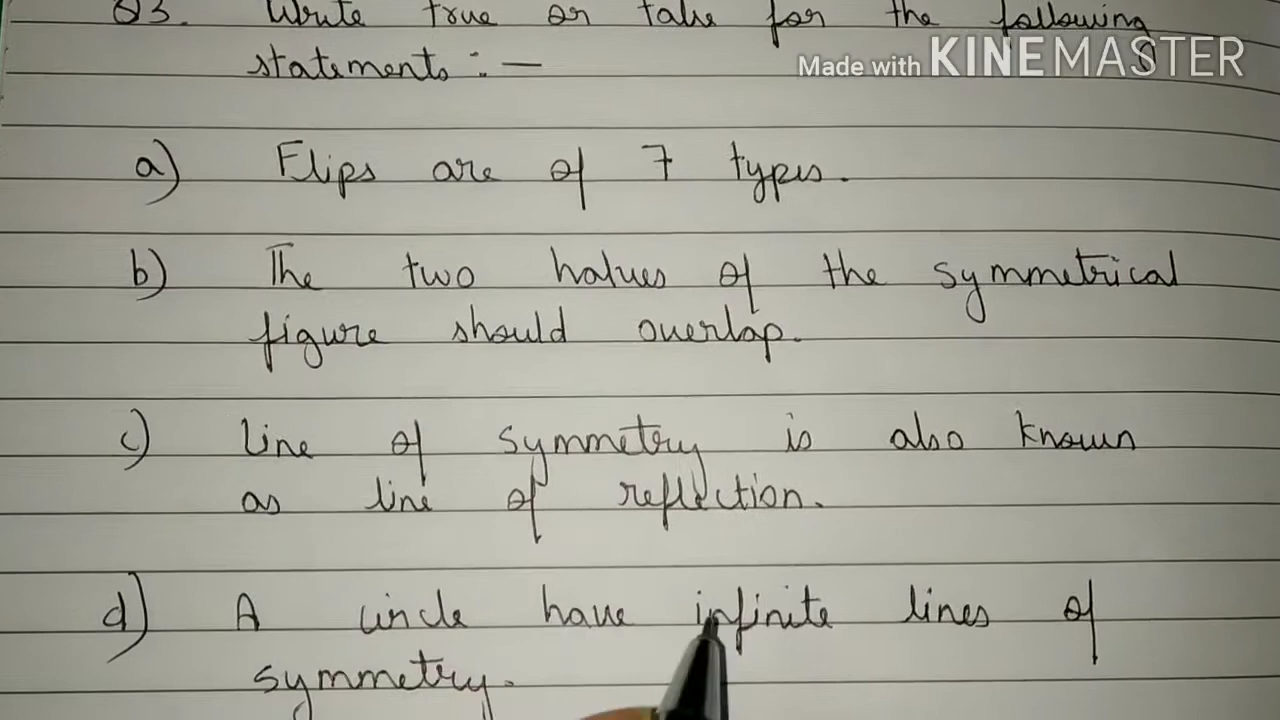 Q3. Write true or false for the following
statements :-
Made with KINEMASTER
a) Flips are of 7 types.
b) The two halves of the symmetrical
figure should overlap.
c) Line of symmetry is also known
as line of reflection.
d) A circle have infinite lines of
symmetry.